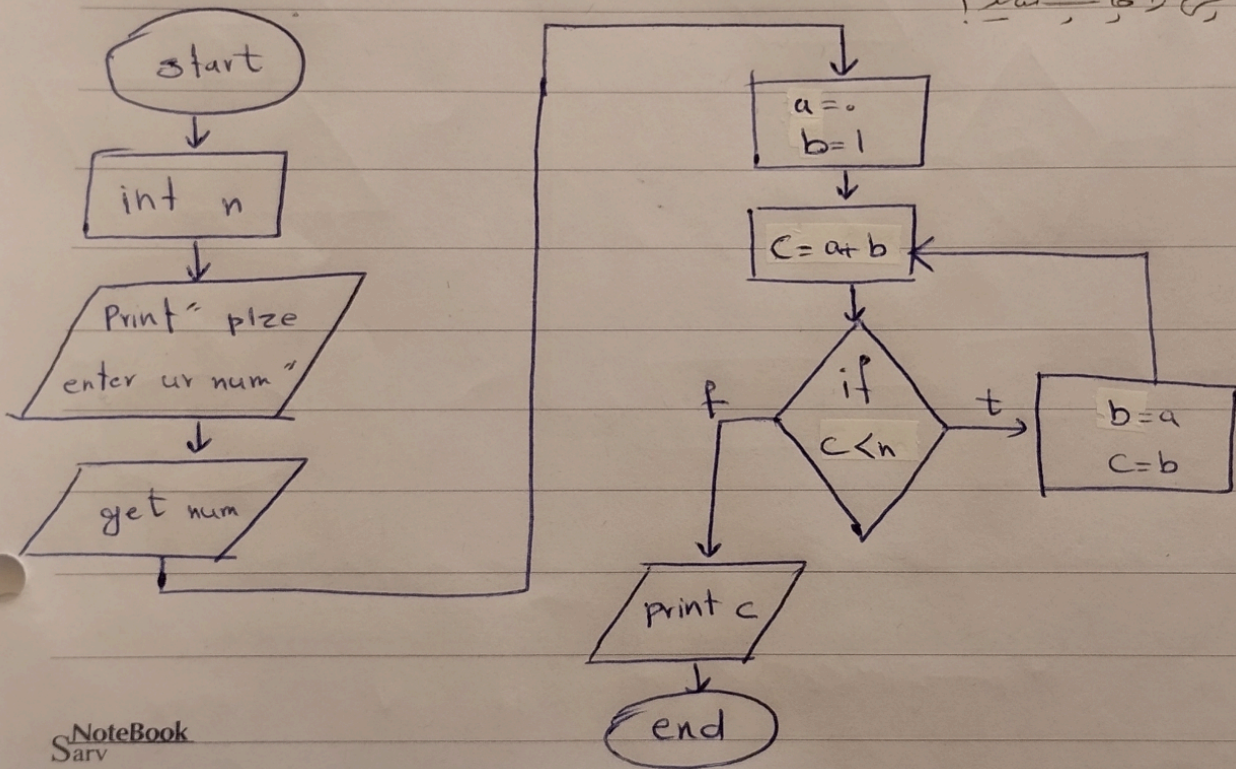 start
int n
Print " plze
enter ur num "
get num
a = 0
b = 1
C = a + b
if
c < n
t
f
b = a
c = b
print c
end
NoteBook
Sarv